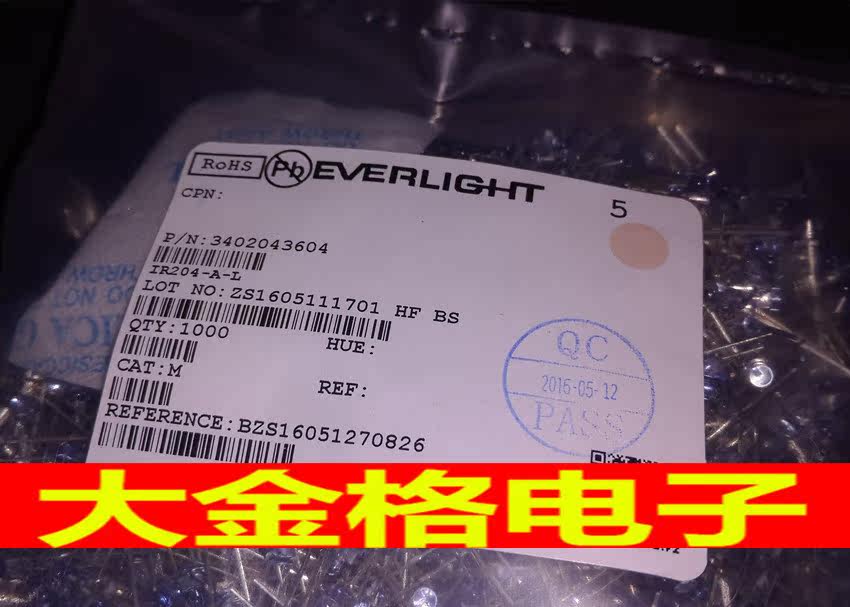 RoHS Pb EVERLIGHT
5
CPN:
P/N:3402043604
IR204-A-L
LOT NO:ZS1605111701 HF BS
QTY:1000
HUE:
CAT:M
REF:
REFERENCE:BZS16051270826
QC
2016-05-12
PASS
大金格电子